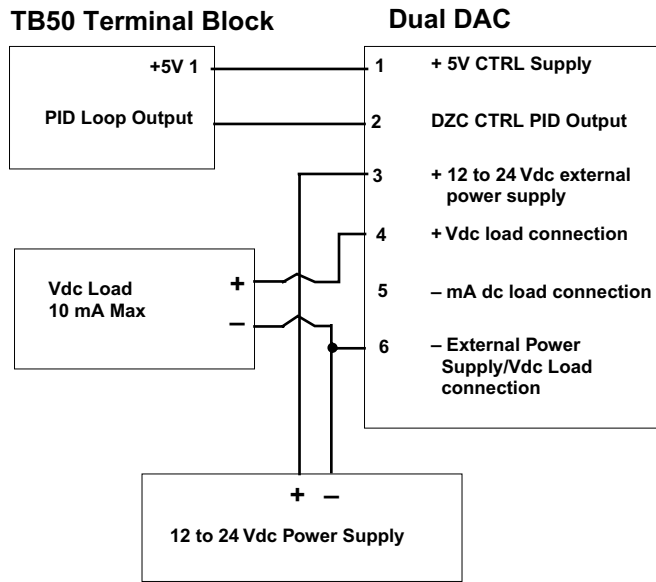 TB50 Terminal Block
Dual DAC
+5V 1
PID Loop Output
1 + 5V CTRL Supply
2 DZC CTRL PID Output
3 + 12 to 24 Vdc external
power supply
4 + Vdc load connection
5 – mA dc load connection
6 – External Power
Supply/Vdc Load
connection
Vdc Load
10 mA Max
+
–
+ –
12 to 24 Vdc Power Supply